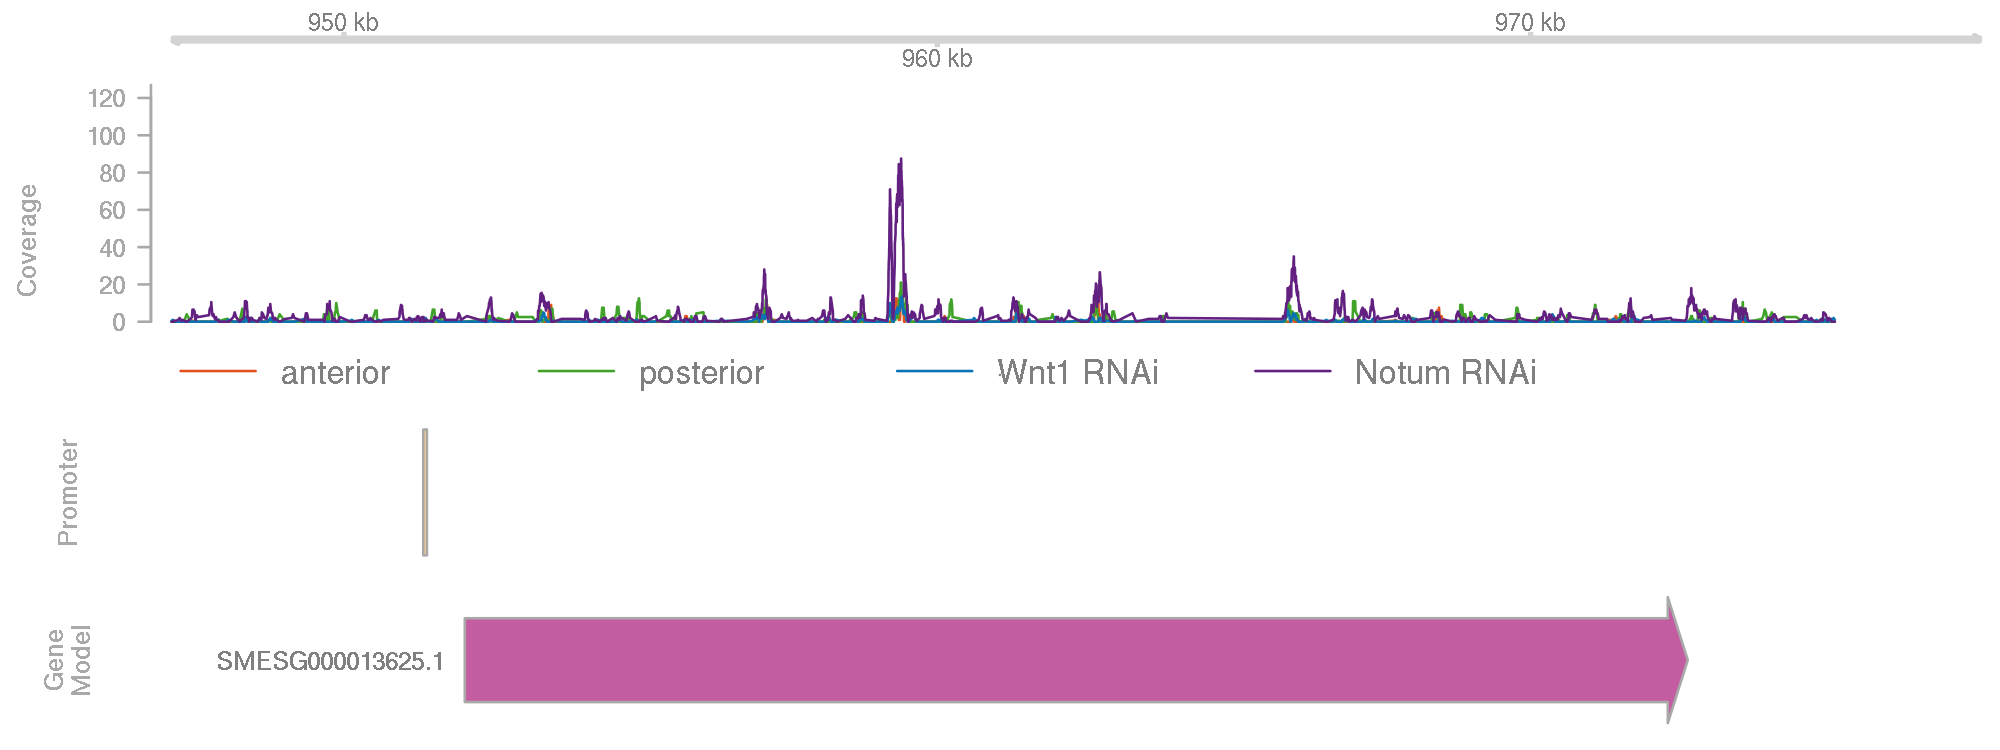 950 kb
970 kb
960 kb
Coverage
120
100
80
60
40
20
0
anterior
posterior
Wnt1 RNAi
Notum RNAi
Promoter
Gene
Model
SMESG000013625.1